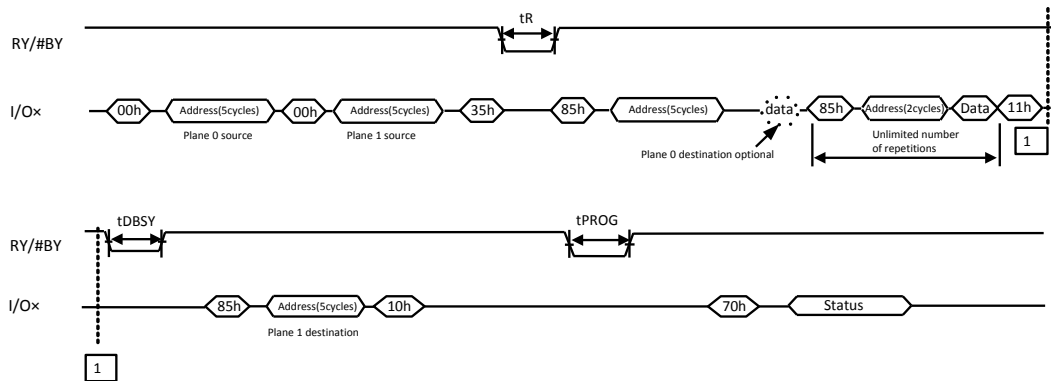 tR
RY/#BY
I/O×
00h Address(5cycles) 00h Address(5cycles) 35h 85h Address(5cycles) data 85h Address(2cycles) Data 11h
Plane 0 source
Plane 1 source
Plane 0 destination optional
Unlimited number
of repetitions
1
tDBSY
tPROG
RY/#BY
I/O×
85h Address(5cycles) 10h 70h Status
Plane 1 destination
1